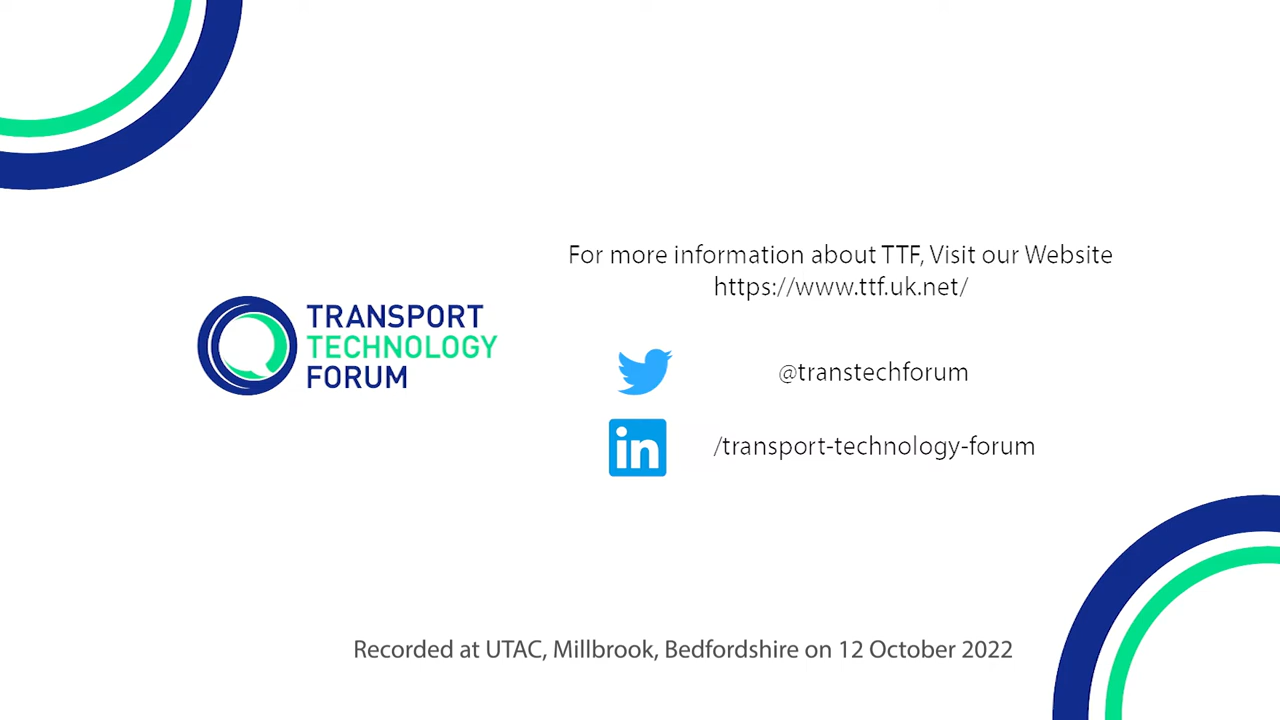 For more information about TTF, Visit our Website
https://www.ttf.uk.net/
TRANSPORT
TECHNOLOGY
FORUM
@transtechforum
in
/transport-technology-forum
Recorded at UTAC, Millbrook, Bedfordshire on 12 October 2022